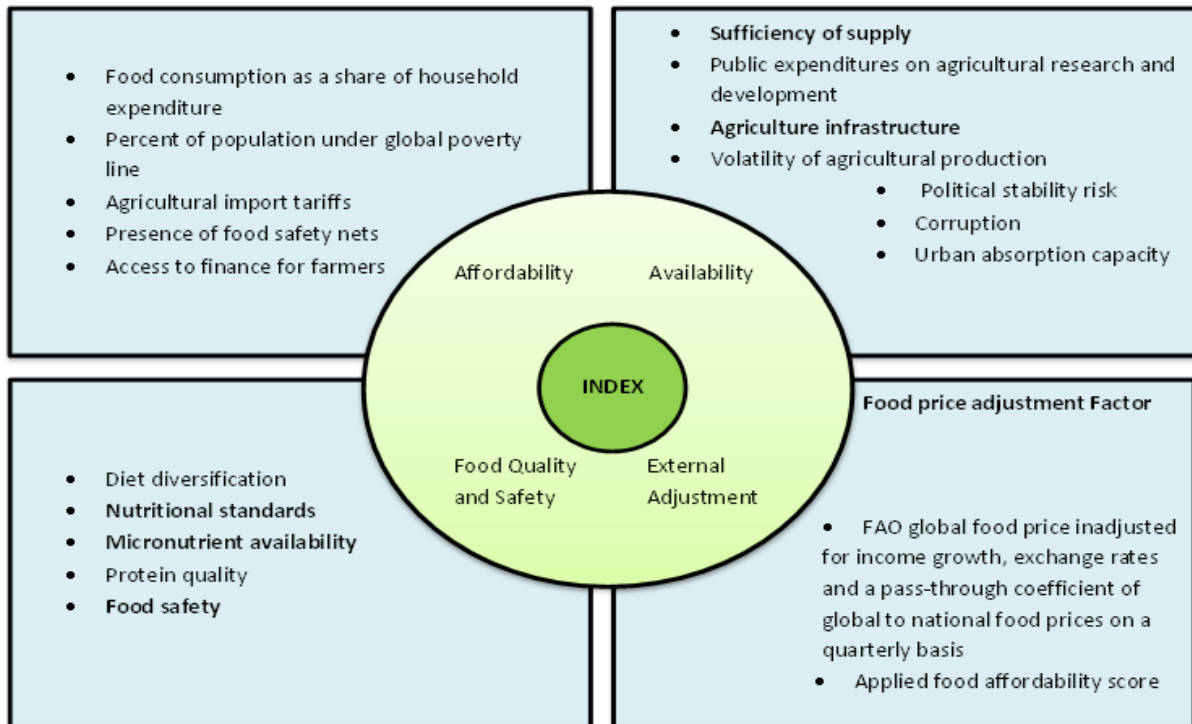 • Food consumption as a share of household
expenditure
• Percent of population under global poverty
line
• Agricultural import tariffs
• Presence of food safety nets
• Access to finance for farmers
• Sufficiency of supply
• Public expenditures on agricultural research and
development
• Agriculture infrastructure
• Volatility of agricultural production
• Political stability risk
• Corruption
• Urban absorption capacity
Affordability
Availability
INDEX
Food Quality
and Safety
External
Adjustment
• Diet diversification
• Nutritional standards
• Micronutrient availability
• Protein quality
• Food safety
Food price adjustment Factor
• FAO global food price inadjusted
for income growth, exchange rates
and a pass-through coefficient of
global to national food prices on a
quarterly basis
• Applied food affordability score